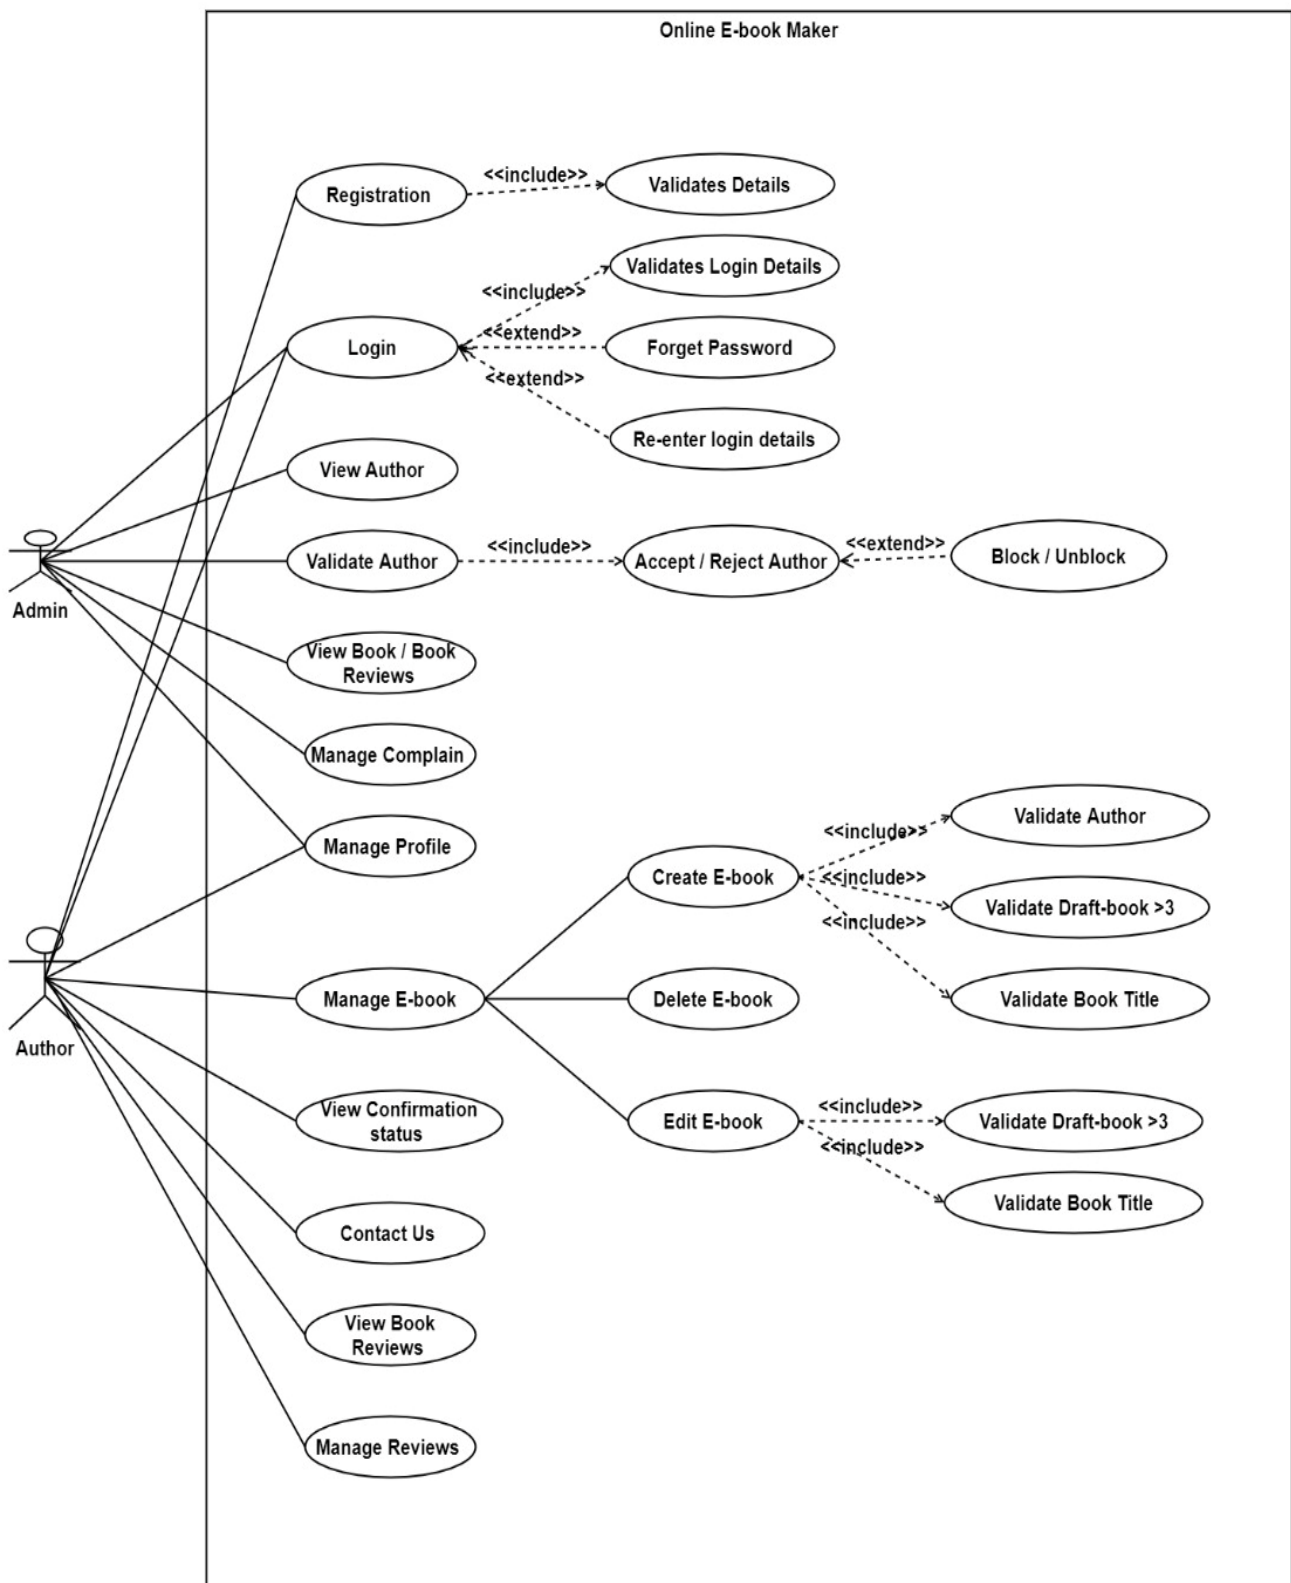 Online E-book Maker
Registration
<<include>>
Validates Details
Validates Login Details
<<include>>
Login
<<extend>>
Forget Password
<<extend>>
Re-enter login details
View Author
Validate Author
<<include>>
Accept / Reject Author
<<extend>>
Block / Unblock
Admin
View Book / Book
Reviews
Manage Complain
Manage Profile
Validate Author
<<include>>
Create E-book
<<include>>
Validate Draft-book >3
<<include>>
Manage E-book
Delete E-book
Validate Book Title
Author
View Confirmation
status
Edit E-book
<<include>>
Validate Draft-book >3
<<include>>
Validate Book Title
Contact Us
View Book
Reviews
Manage Reviews